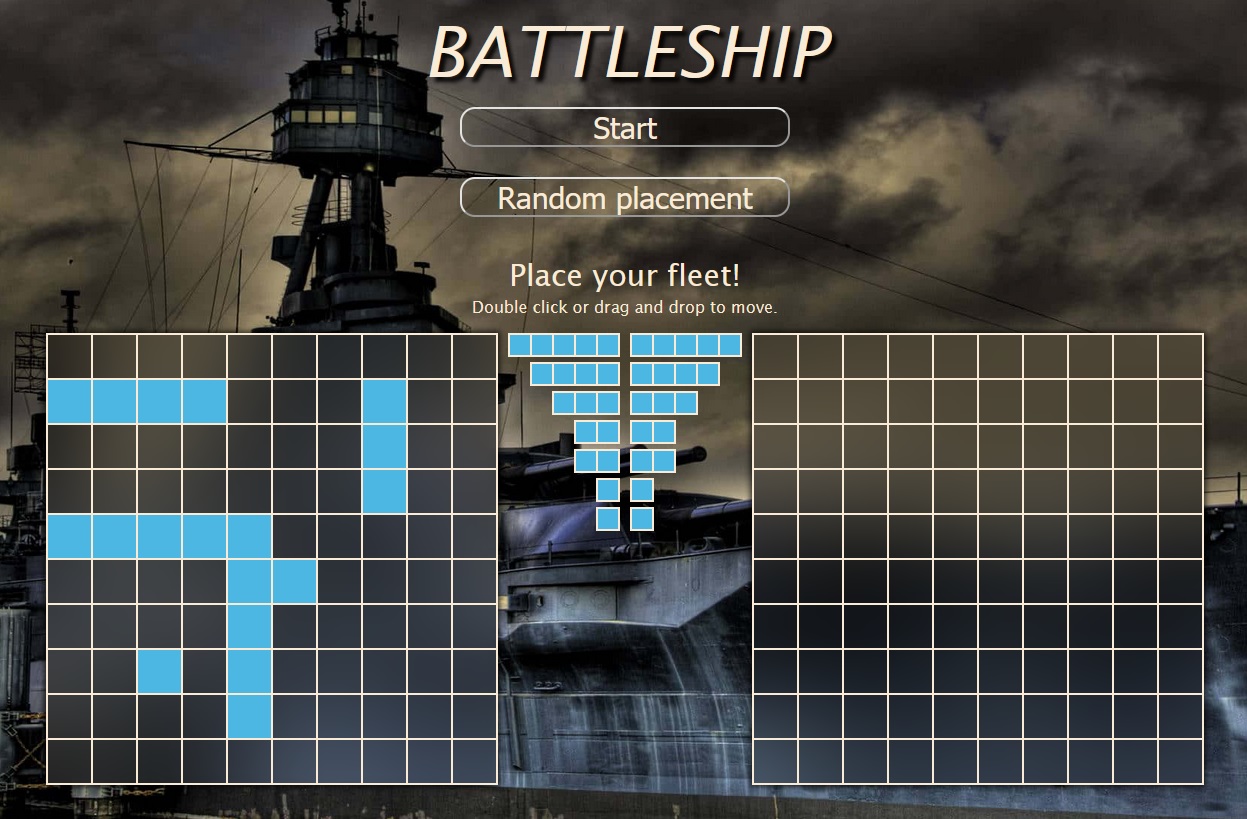 BATTLESHIP
Start
Random placement
Place your fleet!
Double click or drag and drop to move.